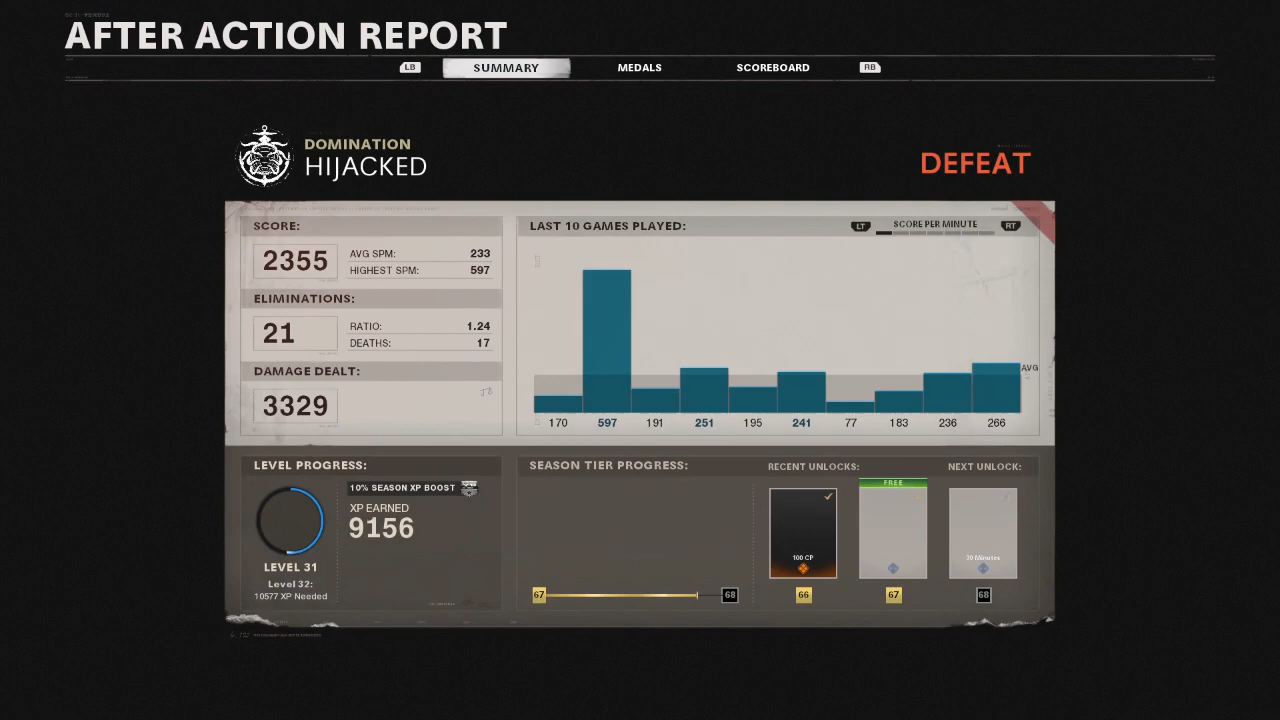 AFTER ACTION REPORT
LB SUMMARY MEDALS SCOREBOARD RB
DOMINATION
HIJACKED
DEFEAT
SCORE:
2355
AVG SPM: 233
HIGHEST SPM: 597
ELIMINATIONS:
21
RATIO: 1.24
DEATHS: 17
DAMAGE DEALT:
3329
LAST 10 GAMES PLAYED:
LT SCORE PER MINUTE RT
AVG
170 597 191 251 195 241 77 183 236 266
LEVEL PROGRESS:
10% SEASON XP BOOST
XP EARNED
9156
LEVEL 31
Level 32:
10577 XP Needed
SEASON TIER PROGRESS:
67 68
RECENT UNLOCKS: NEXT UNLOCK:
FREE
100 CP
30 Minutes
66 67 68